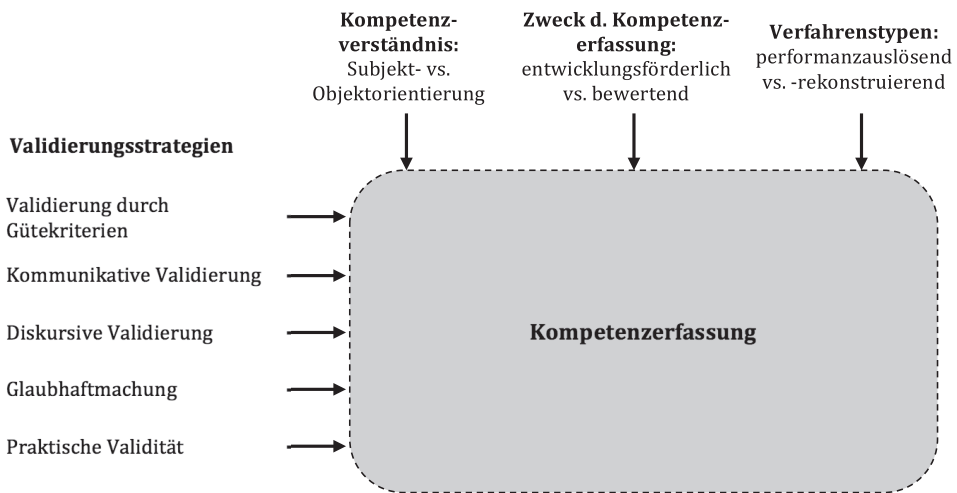 Kompetenz-
verständnis:
Subjekt- vs.
Objektorientierung
Zweck d. Kompetenz-
erfassung:
entwicklungsförderlich
vs. bewertend
Verfahrenstypen:
performanzauslösend
vs. -rekonstruierend
Validierungsstrategien
Validierung durch
Gütekriterien
Kommunikative Validierung
Diskursive Validierung
Glaubhaftmachung
Praktische Validität
Kompetenzerfassung